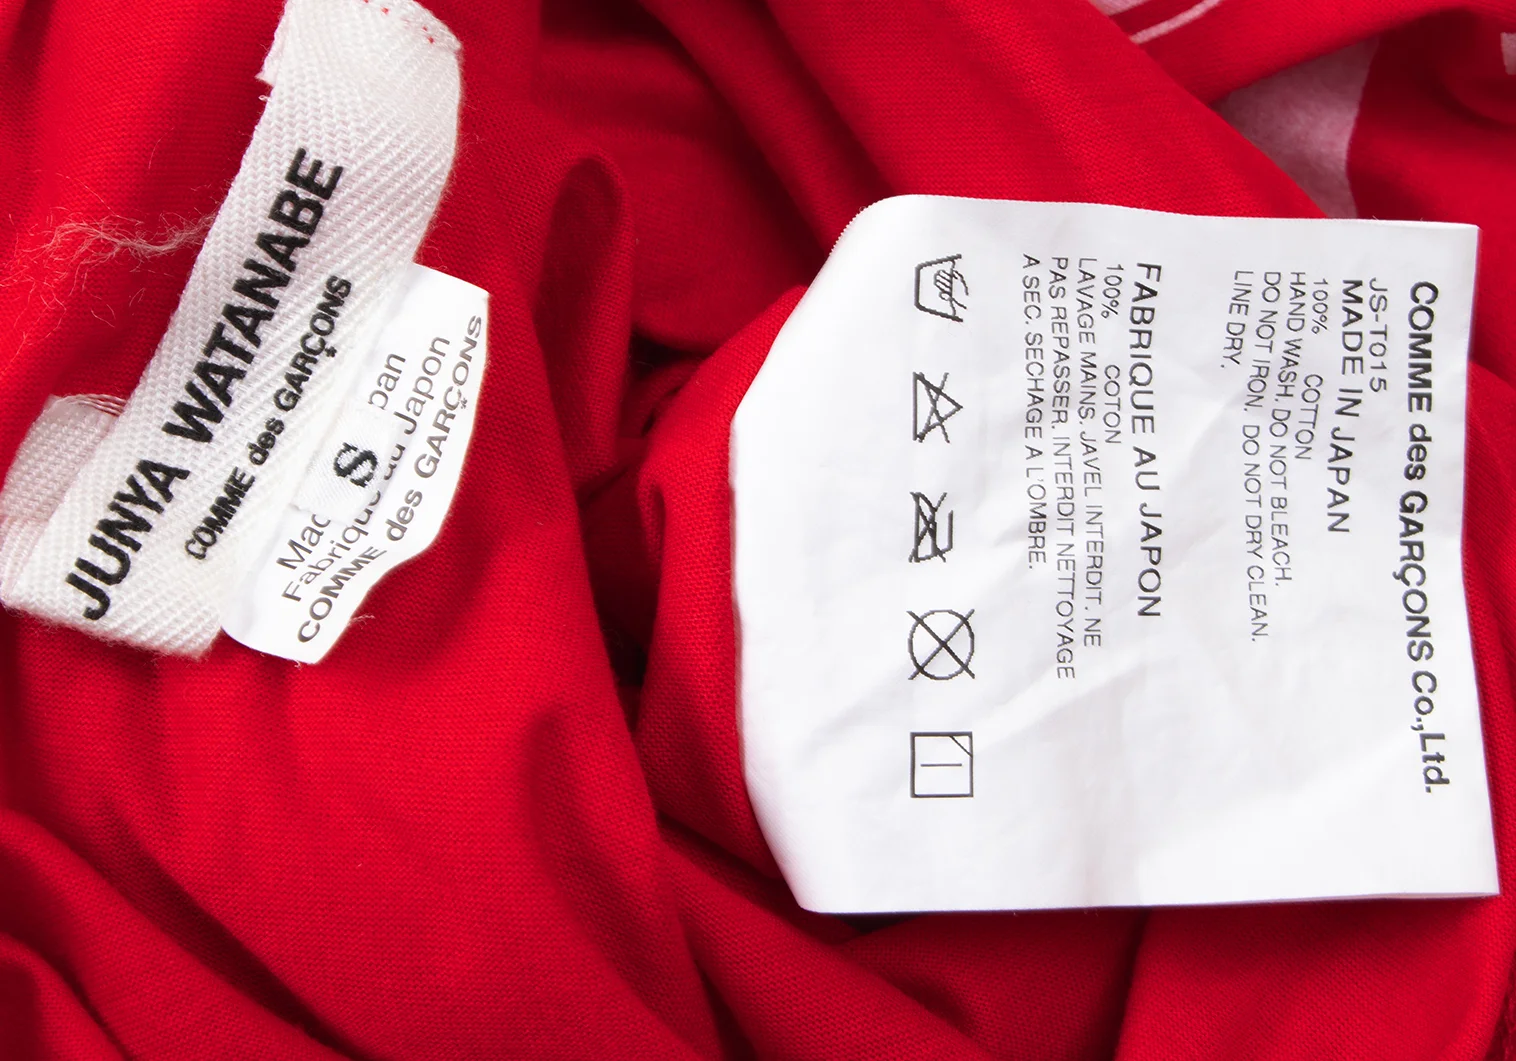 JUNYA WATANABE
COMME des GARÇONS
S
au Japon
COMME des GARÇONS
COMME des GARÇONS Co.,Ltd.
JS-T015
MADE IN JAPAN
100% COTTON
HAND WASH. DO NOT BLEACH.
DO NOT IRON. DO NOT DRY CLEAN.
LINE DRY.
FABRIQUE AU JAPON
100% COTON
LAVAGE MAINS. JAVEL INTERDIT. NE
PAS REPASSER. INTERDIT NETTOYAGE
A SEC. SECHAGE A L'OMBRE.